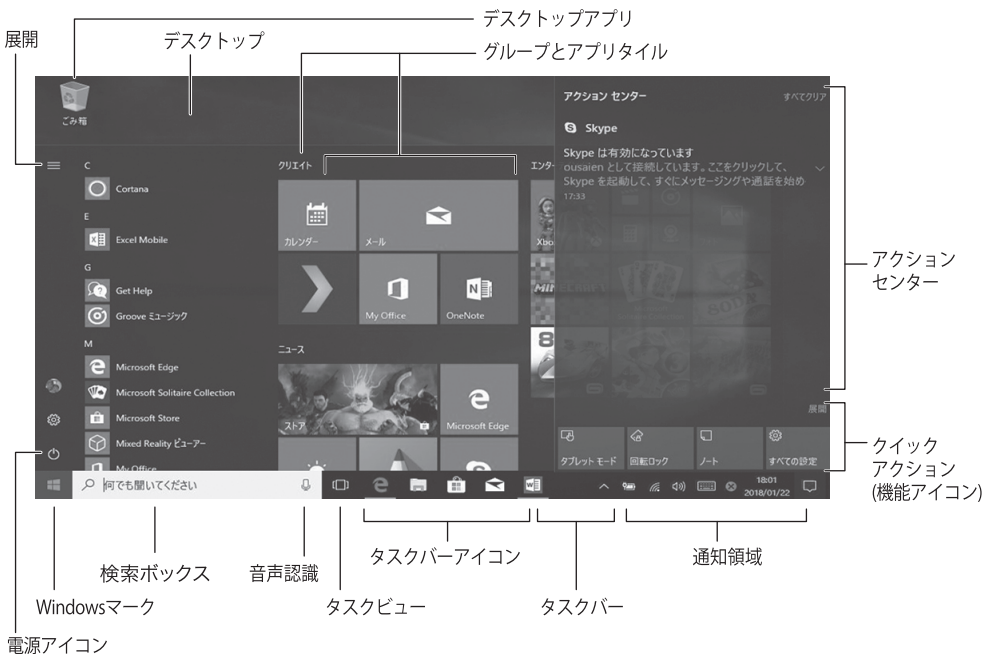 デスクトップアプリ
展開
デスクトップ
グループとアプリタイル
ごみ箱
アクション センター
すべてクリア
Skype
Skype は有効になっています
ousaien として接続しています。ここをクリックして、
Skype を起動して、すぐにメッセージングや通話を始め
17:33
C
クリエイト
エンター
Cortana
E
Excel Mobile
カレンダー
メール
Xbo
G
Get Help
Groove ミュージック
My Office
OneNote
M
ニュース
Microsoft Edge
Microsoft Solitaire Collection
Microsoft Store
ストア
Microsoft Edge
Mixed Reality ビューアー
My Office
アクション
センター
展開
タブレット モード
回転ロック
ノート
すべての設定
クイック
アクション
(機能アイコン)
何でも聞いてください
18:01
2018/01/22
タスクバーアイコン
通知領域
検索ボックス
音声認識
Windowsマーク
タスクビュー
タスクバー
電源アイコン